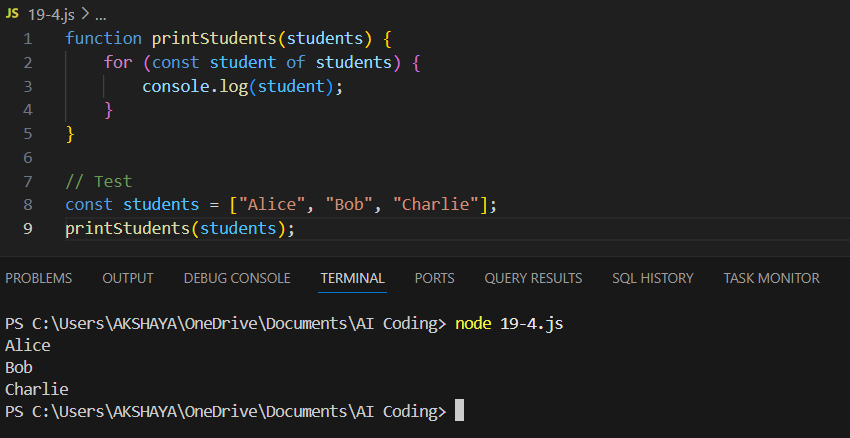 JS 19-4.js > ...
1 function printStudents(students) {
2     for (const student of students) {
3         console.log(student);
4     }
5 }
6
7 // Test
8 const students = ["Alice", "Bob", "Charlie"];
9 printStudents(students);
PROBLEMS OUTPUT DEBUG CONSOLE TERMINAL PORTS QUERY RESULTS SQL HISTORY TASK MONITOR
PS C:\Users\AKSHAYA\OneDrive\Documents\AI Coding> node 19-4.js
Alice
Bob
Charlie
PS C:\Users\AKSHAYA\OneDrive\Documents\AI Coding>